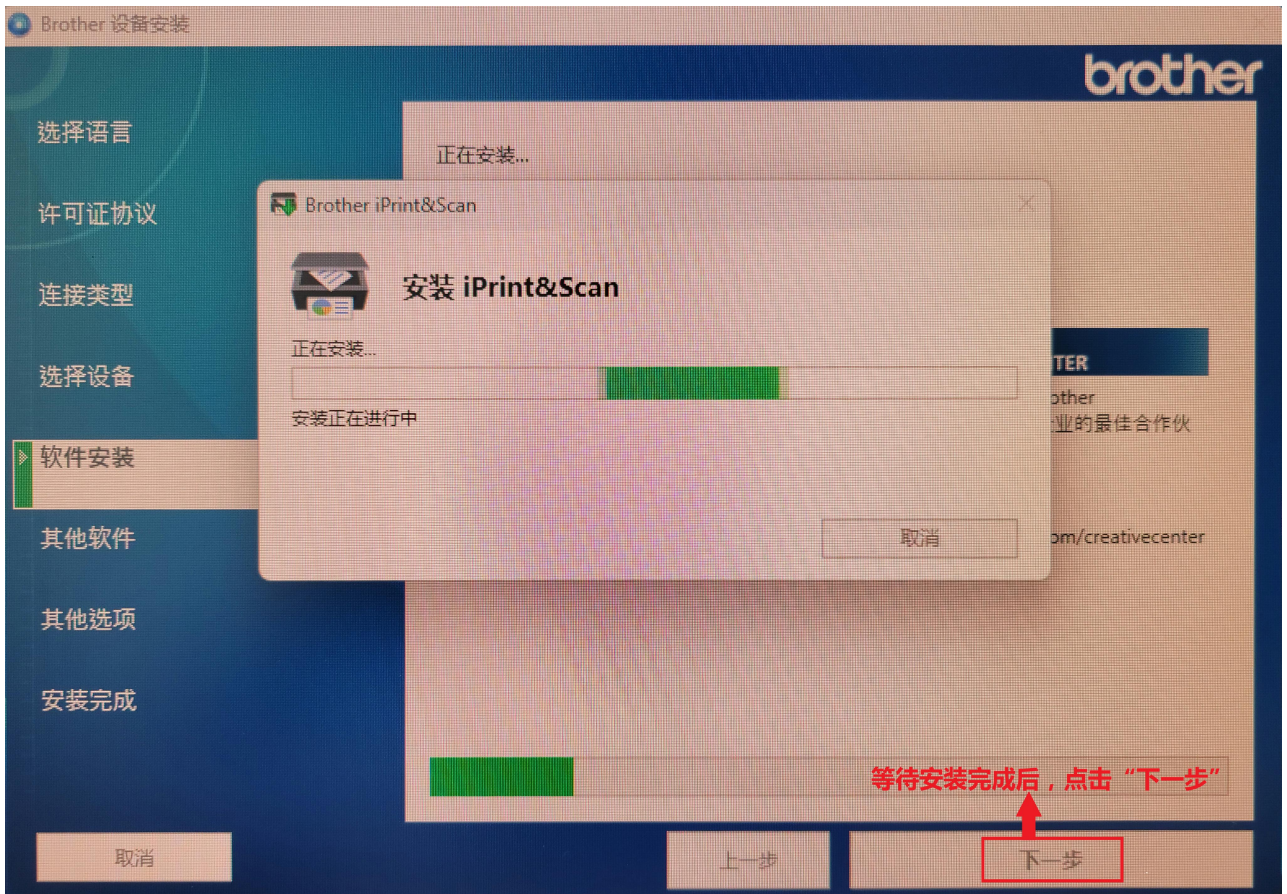 Brother 设备安装
brother
选择语言
许可证协议
连接类型
选择设备
软件安装
其他软件
其他选项
安装完成
正在安装...
Brother iPrint&Scan
安装 iPrint&Scan
正在安装...
安装正在进行中
取消
TER
other
业的最佳合作伙
om/creativecenter
等待安装完成后，点击“下一步”
取消
上一步
下一步